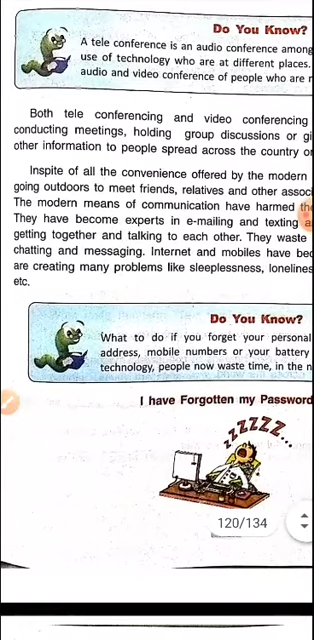 Do You Know?
A tele conference is an audio conference among
use of technology who are at different places.
audio and video conference of people who are
Both tele conferencing and video conferencing
conducting meetings, holding group discussions or
other information to people spread across the country
Inspite of all the convenience offered by the modern
going outdoors to meet friends, relatives and other
The modern means of communication have harmed
They have become experts in e-mailing and texting
getting together and talking to each other. They waste
chatting and messaging. Internet and mobiles have
are creating many problems like sleeplessness,
etc.
Do You Know?
What to do if you forget your personal
address, mobile numbers or your battery
technology, people now waste time, in the
I have Forgotten my Password
zZZZZ...
120/134